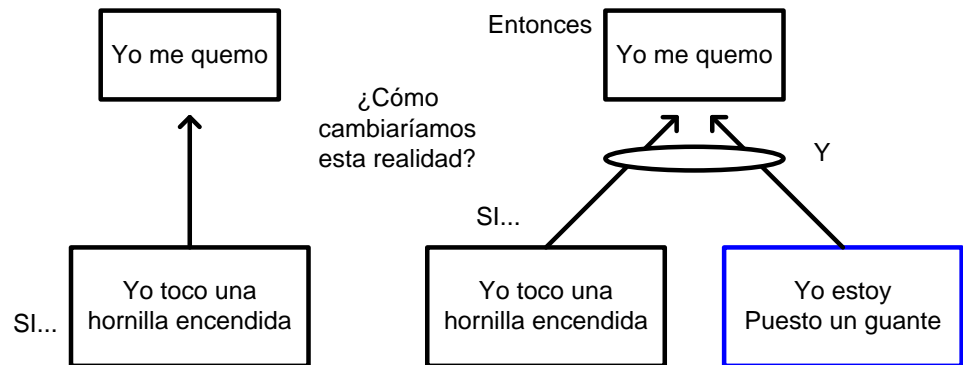 Yo me quemo
SI...
Yo toco una
hornilla encendida
¿Cómo
cambiaríamos
esta realidad?
Entonces
Yo me quemo
Y
SI...
Yo toco una
hornilla encendida
Yo estoy
Puesto un guante